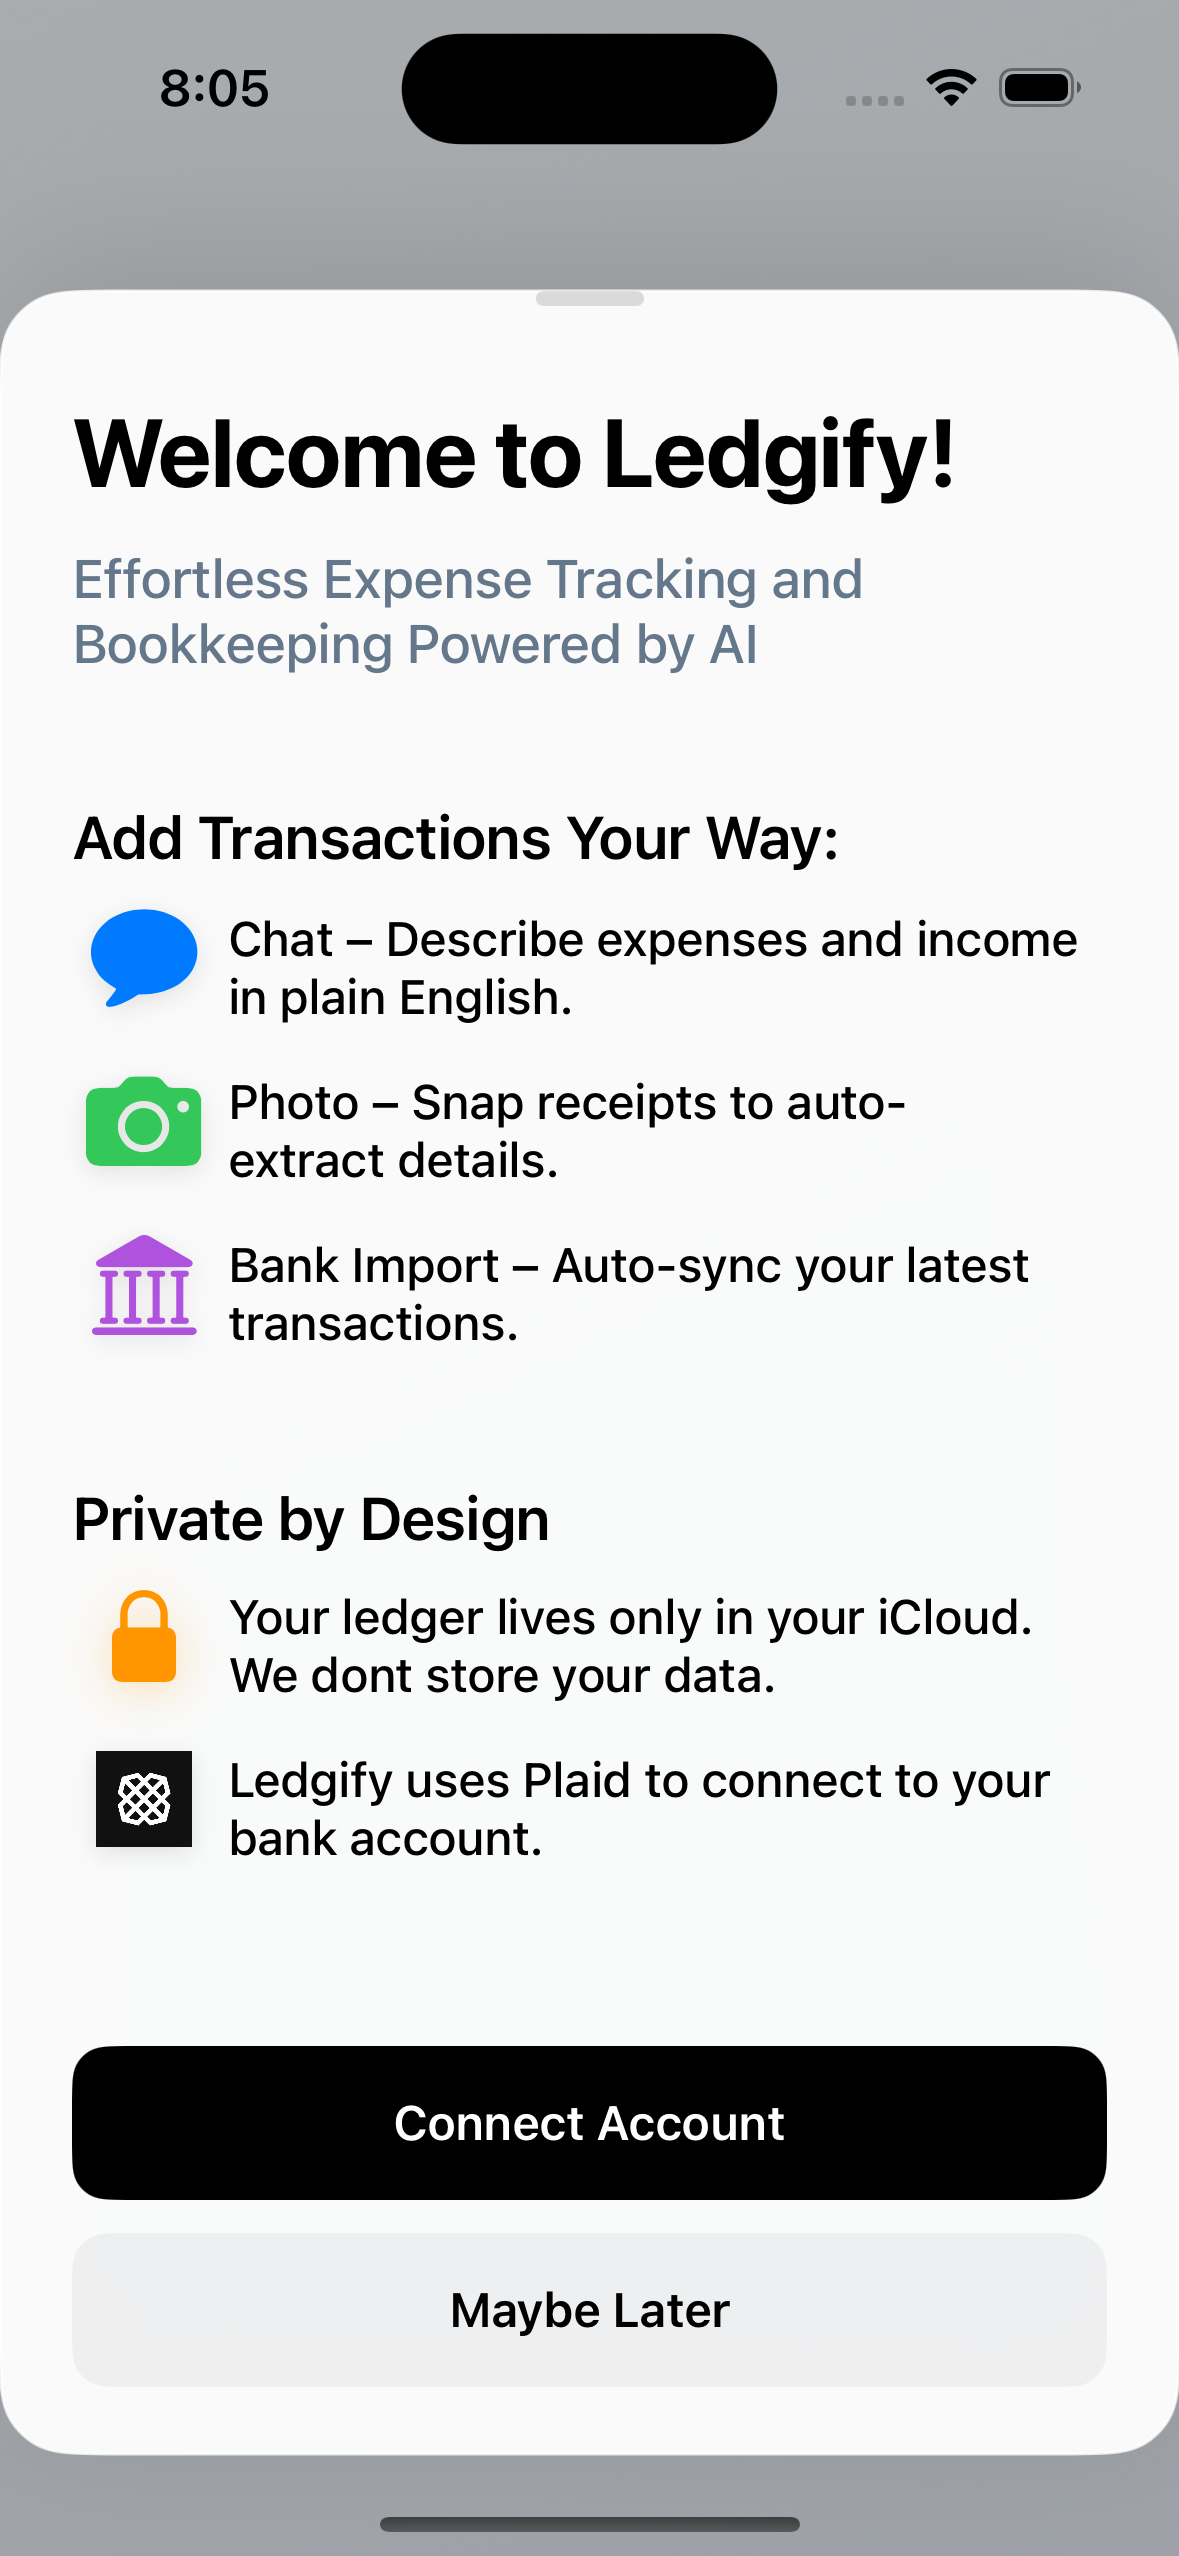 8:05
Welcome to Ledgify!
Effortless Expense Tracking and
Bookkeeping Powered by AI
Add Transactions Your Way:
Chat – Describe expenses and income
in plain English.
Photo – Snap receipts to auto-
extract details.
Bank Import – Auto-sync your latest
transactions.
Private by Design
Your ledger lives only in your iCloud.
We dont store your data.
Ledgify uses Plaid to connect to your
bank account.
Connect Account
Maybe Later